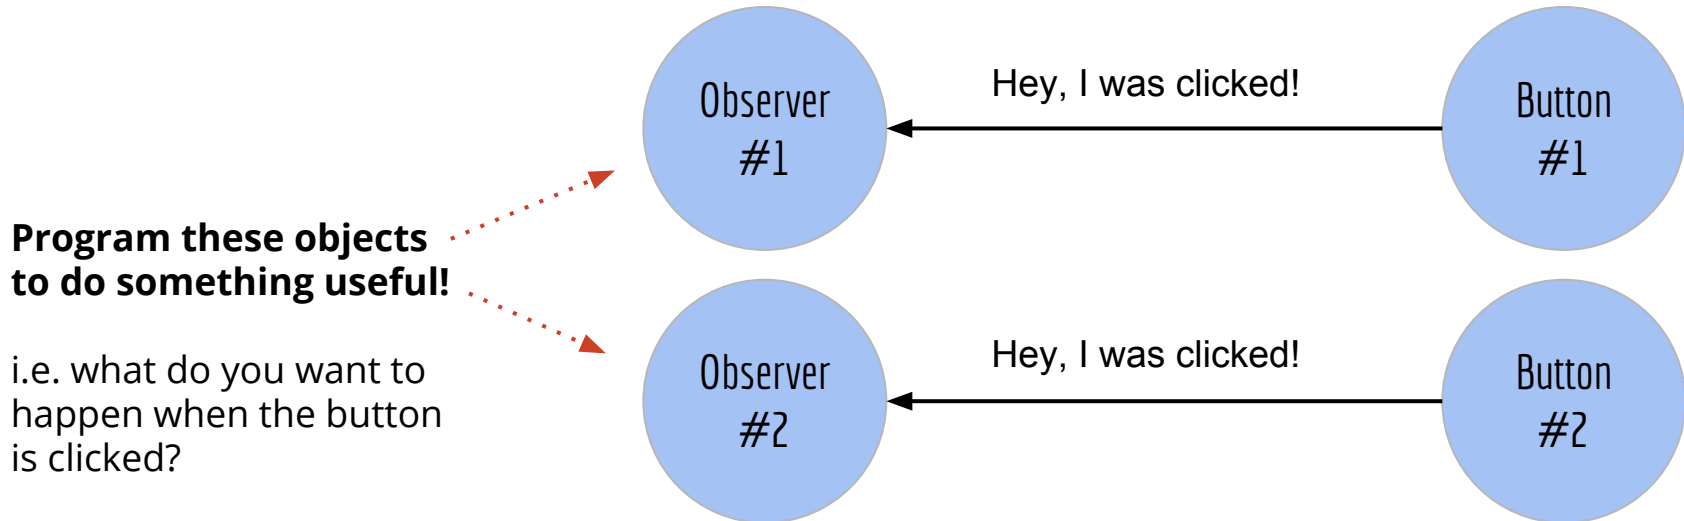 Observer
#1
Hey, I was clicked!
Button
#1
Program these objects
to do something useful!
i.e. what do you want to
happen when the button
is clicked?
Observer
#2
Hey, I was clicked!
Button
#2